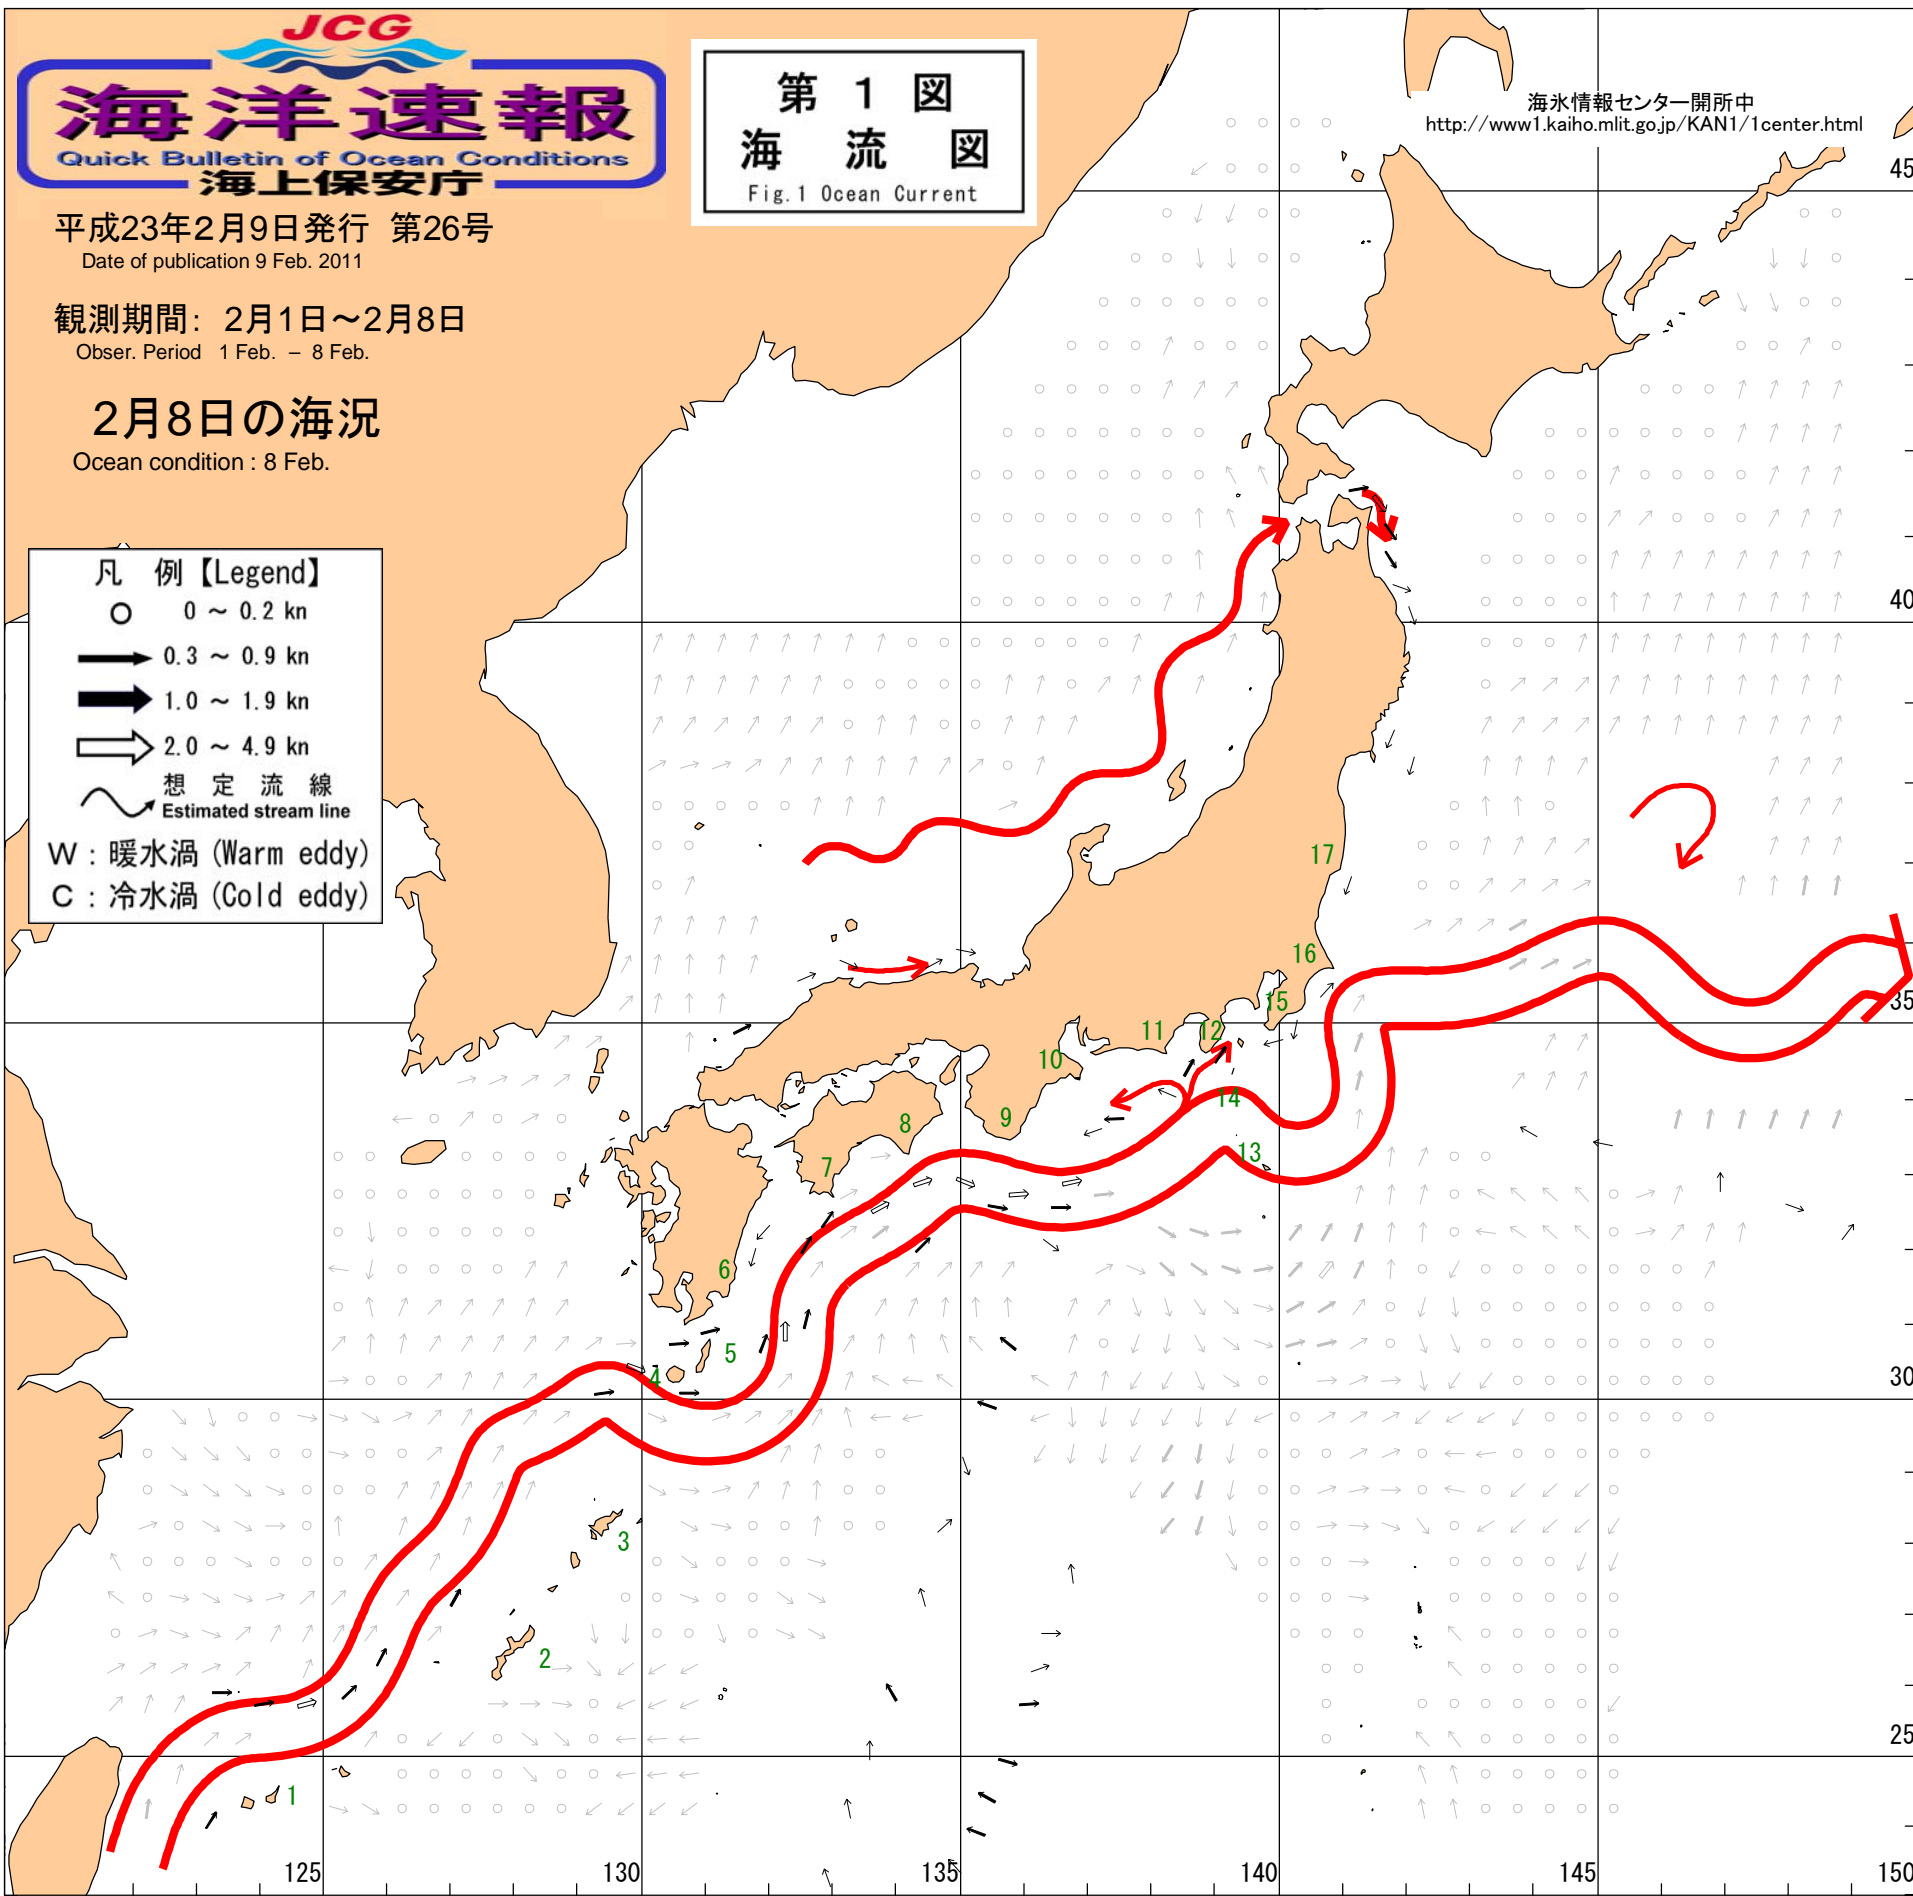 JCG
海洋速報
Quick Bulletin of Ocean Conditions
海上保安庁
平成23年2月9日発行 第26号
Date of publication 9 Feb. 2011
観測期間: 2月1日～2月8日
Obser. Period 1 Feb. – 8 Feb.
2月8日の海況
Ocean condition : 8 Feb.
第 1 図
海 流 図
Fig.1 Ocean Current
海氷情報センター開所中
http://www1.kaiho.mlit.go.jp/KAN1/1center.html
凡 例【Legend】
0 ～ 0.2 kn
0.3 ～ 0.9 kn
1.0 ～ 1.9 kn
2.0 ～ 4.9 kn
想 定 流 線
Estimated stream line
W : 暖水渦 (Warm eddy)
C : 冷水渦 (Cold eddy)
45
40
35
30
25
17
16
15
12
11
10
14
9
8
13
7
6
5
4
3
2
1
125
130
135
140
145
150